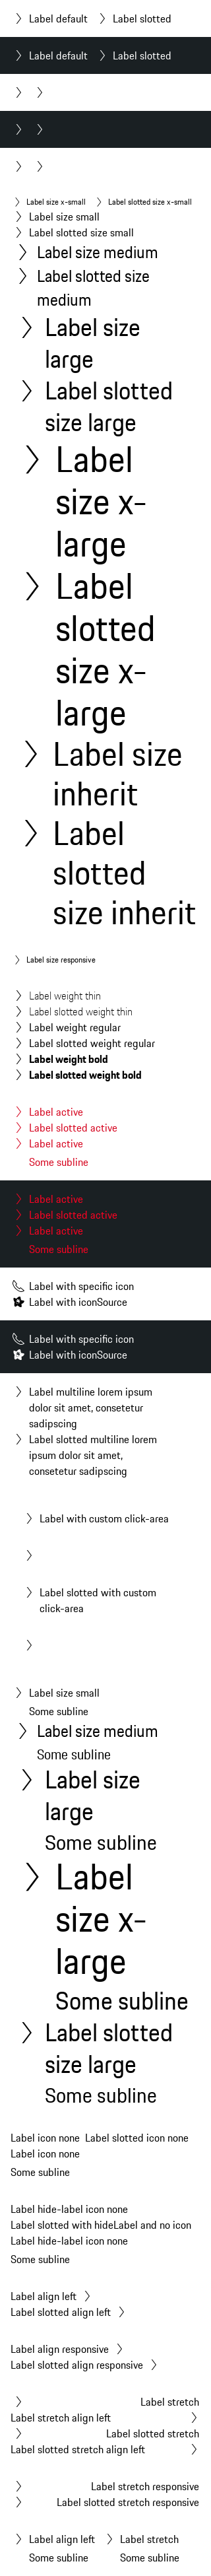 Label default Label slotted
Label default Label slotted
Label size x-small Label slotted size x-small
Label size small
Label slotted size small
Label size medium
Label slotted size
medium
Label size
large
Label slotted
size large
Label
size x-
large
Label
slotted
size x-
large
Label size
inherit
Label
slotted
size inherit
Label size responsive
Label weight thin
Label slotted weight thin
Label weight regular
Label slotted weight regular
Label weight bold
Label slotted weight bold
Label active
Label slotted active
Label active
Some subline
Label active
Label slotted active
Label active
Some subline
Label with specific icon
Label with iconSource
Label with specific icon
Label with iconSource
Label multiline lorem ipsum
dolor sit amet, consetetur
sadipscing
Label slotted multiline lorem
ipsum dolor sit amet,
consetetur sadipscing
Label with custom click-area
Label slotted with custom
click-area
Label size small
Some subline
Label size medium
Some subline
Label size
large
Some subline
Label
size x-
large
Some subline
Label slotted
size large
Some subline
Label icon none Label slotted icon none
Label icon none
Some subline
Label hide-label icon none
Label slotted with hideLabel and no icon
Label hide-label icon none
Some subline
Label align left
Label slotted align left
Label align responsive
Label slotted align responsive
Label stretch
Label stretch align left
Label slotted stretch
Label slotted stretch align left
Label stretch responsive
Label slotted stretch responsive
Label align left Label stretch
Some subline Some subline